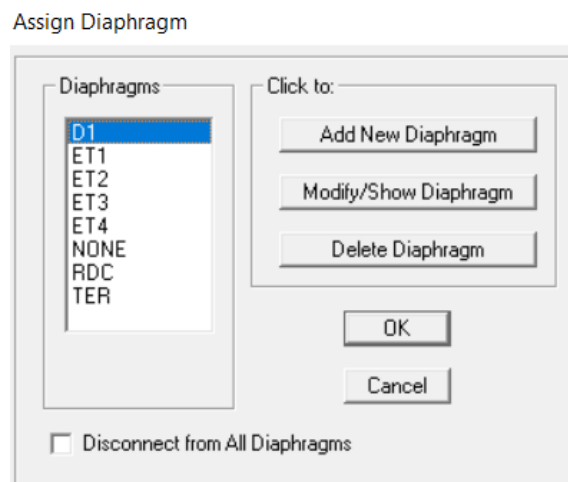 Assign Diaphragm
Diaphragms
D1
ET1
ET2
ET3
ET4
NONE
RDC
TER
Click to:
Add New Diaphragm
Modify/Show Diaphragm
Delete Diaphragm
OK
Cancel
Disconnect from All Diaphragms